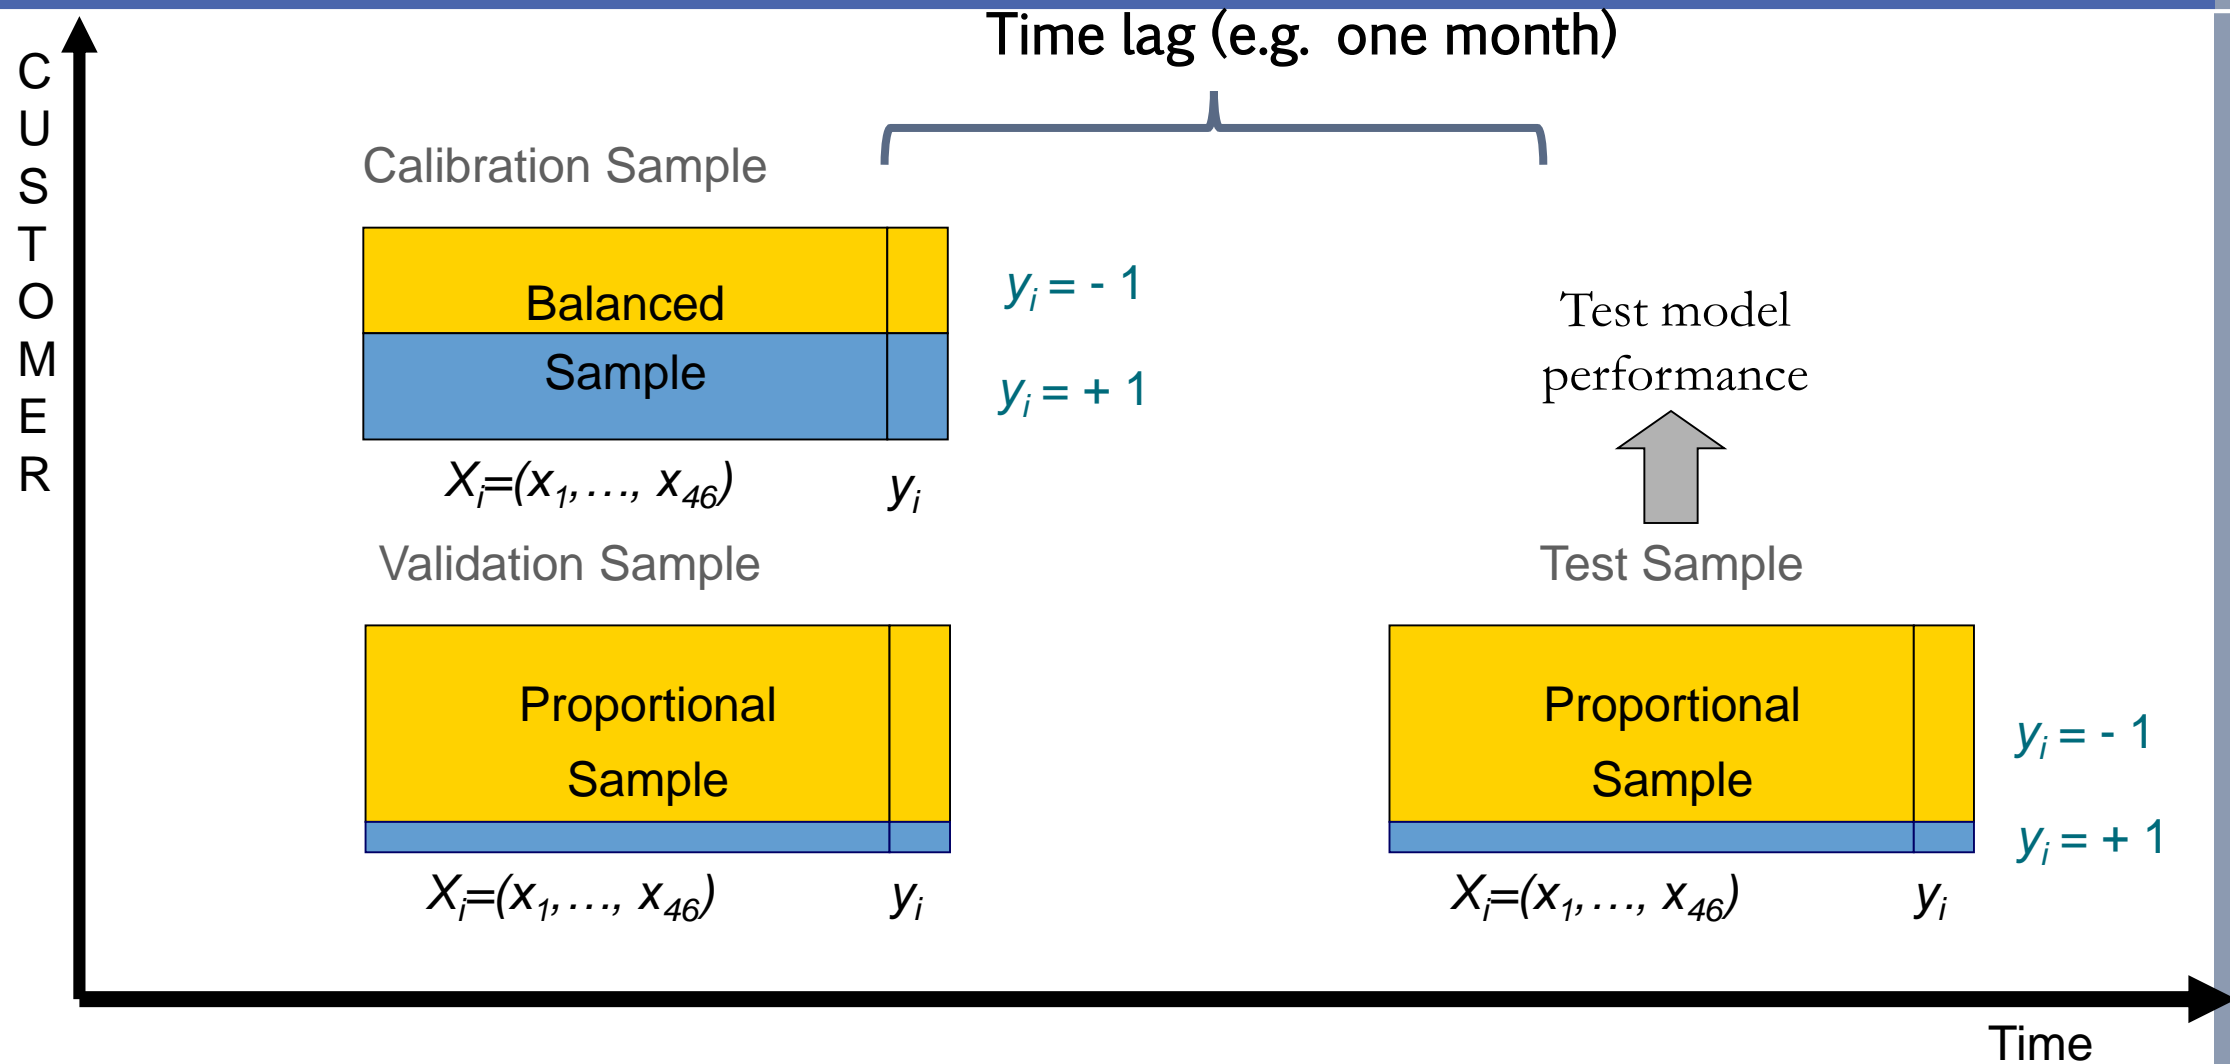 Time lag (e.g. one month)
C
U
S
T
O
M
E
R
Calibration Sample
Balanced
Sample
yi = - 1
yi = + 1
Xi=(x1,…, x46)
yi
Test model
performance
Validation Sample
Proportional
Sample
Xi=(x1,…, x46)
yi
Test Sample
Proportional
Sample
yi = - 1
yi = + 1
Xi=(x1,…, x46)
yi
Time